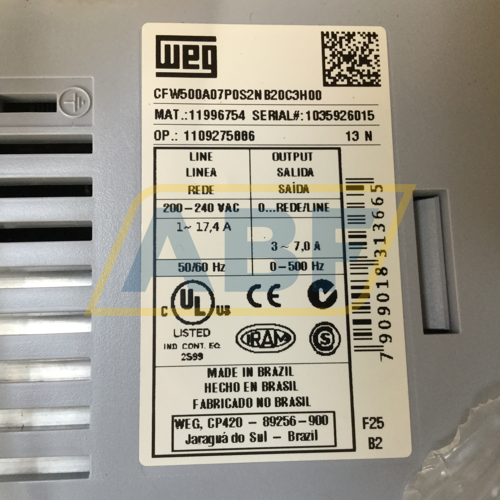 weg
CFW500A07P0S2NB20C3H00
MAT.:11996754 SERIAL#:1035926015
OP.: 1109275886 13 N
LINE OUTPUT
LINEA SALIDA
REDE SAÍDA
200-240 VAC 0...REDE/LINE
1~ 17,4 A
3~ 7,0 A
50/60 Hz 0-500 Hz
C UL US CE
LISTED
IND. CONT. EQ.
2S99
IRAM S
MADE IN BRAZIL
HECHO EN BRASIL
FABRICADO NO BRASIL
WEG, CP420 - 89256-900
Jaraguá do Sul - Brazil
F25
B2
7909018313665
ABF